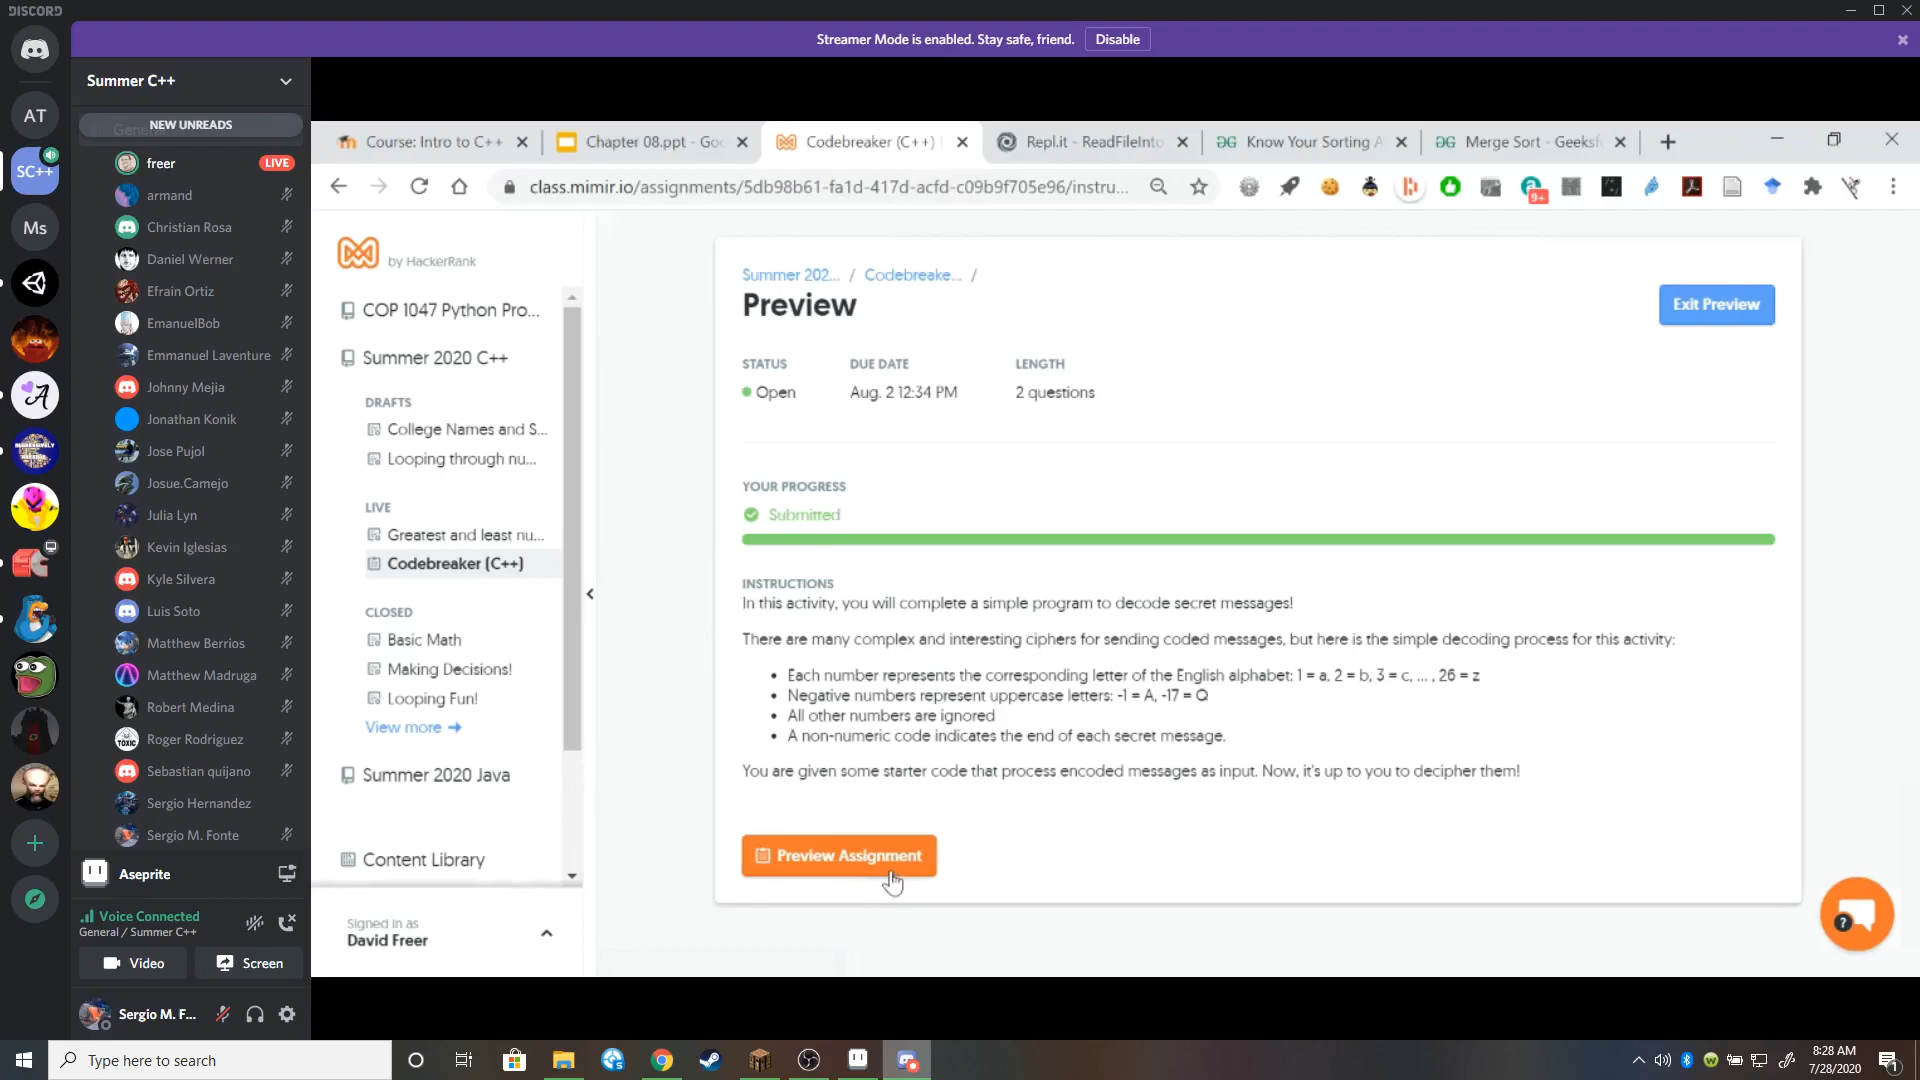 DISCORD
Streamer Mode is enabled. Stay safe, friend. Disable
Summer C++
NEW UNREADS
AT
SC++
Ms
freer LIVE
armand
Christian Rosa
Daniel Werner
Efrain Ortiz
EmanuelBob
Emmanuel Laventure
Johnny Mejia
Jonathan Konik
Jose Pujol
Josue.Camejo
Julia Lyn
Kevin Iglesias
Kyle Silvera
Luis Soto
Matthew Berrios
Matthew Madruga
Robert Medina
Roger Rodriguez
TOXIC
Sebastian quijano
Sergio Hernandez
Sergio M. Fonte
Aseprite
Voice Connected
General / Summer C++
Video Screen
Sergio M. F...
Course: Intro to C++
Chapter 08.ppt - Goo
Codebreaker (C++)
Repl.it - ReadFileInto
Know Your Sorting A
Merge Sort - Geeksf
class.mimir.io/assignments/5db98b61-fa1d-417d-acfd-c09b9f705e96/instru...
9+
by HackerRank
COP 1047 Python Pro...
Summer 2020 C++
DRAFTS
College Names and S...
Looping through nu...
LIVE
Greatest and least nu...
Codebreaker (C++)
CLOSED
Basic Math
Making Decisions!
Looping Fun!
View more
Summer 2020 Java
Content Library
Signed in as
David Freer
Summer 202... / Codebreake... /
Preview
Exit Preview
STATUS DUE DATE LENGTH
Open Aug. 2 12:34 PM 2 questions
YOUR PROGRESS
Submitted
INSTRUCTIONS
In this activity, you will complete a simple program to decode secret messages!
There are many complex and interesting ciphers for sending coded messages, but here is the simple decoding process for this activity:
• Each number represents the corresponding letter of the English alphabet: 1 = a, 2 = b, 3 = c, ... , 26 = z
• Negative numbers represent uppercase letters: -1 = A, -17 = Q
• All other numbers are ignored
• A non-numeric code indicates the end of each secret message.
You are given some starter code that process encoded messages as input. Now, it's up to you to decipher them!
Preview Assignment
Type here to search
8:28 AM
7/28/2020
1